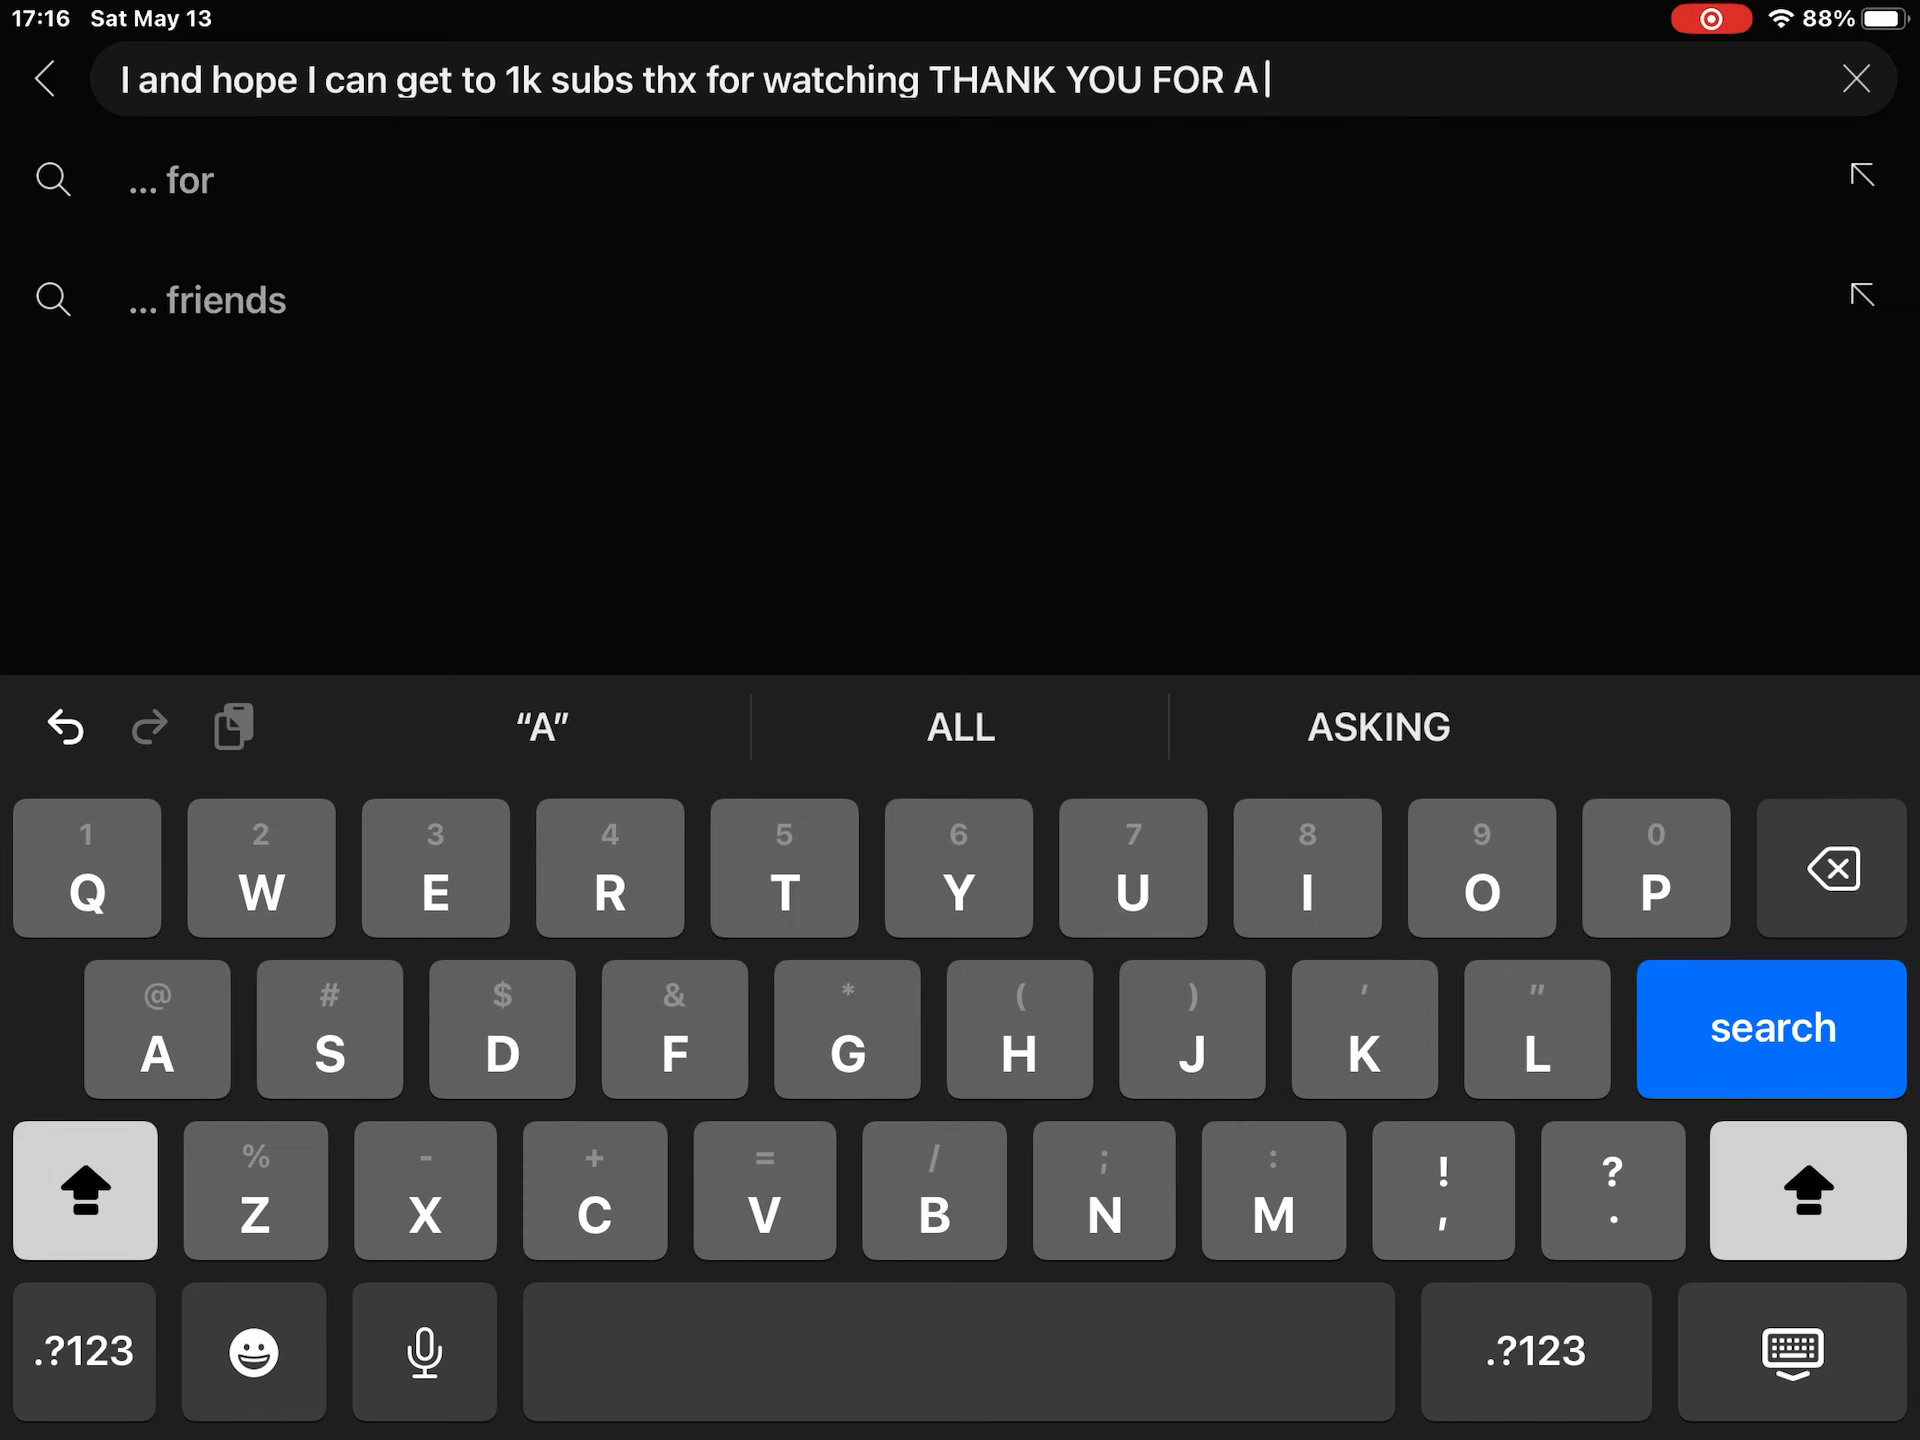 17:16 Sat May 13 88%
I and hope I can get to 1k subs thx for watching THANK YOU FOR A
... for
... friends
“A” ALL ASKING
1 2 3 4 5 6 7 8 9 0
Q W E R T Y U I O P
@ # $ & * ( ) ' "
A S D F G H J K L search
% - + = / ; : ! ?
Z X C V B N M , .
.?123 .?123